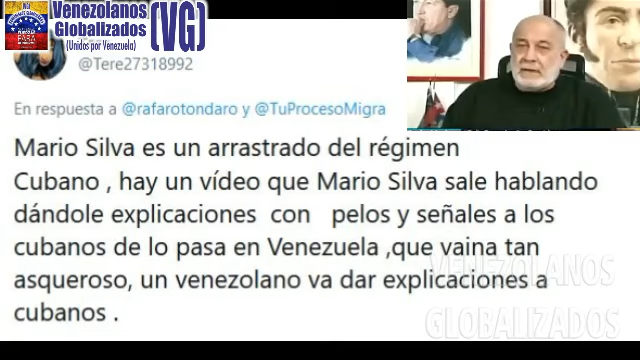 Venezolanos
Globalizados
(Unidos por Venezuela)
(VG)
@Tere27318992
En respuesta a @rafarotondaro y @TuProcesoMigra
Mario Silva es un arrastrado del régimen
Cubano , hay un vídeo que Mario Silva sale hablando
dándole explicaciones con pelos y señales a los
cubanos de lo pasa en Venezuela ,que vaina tan
asqueroso, un venezolano va dar explicaciones a
cubanos .
VENEZOLANOS
GLOBALIZADOS